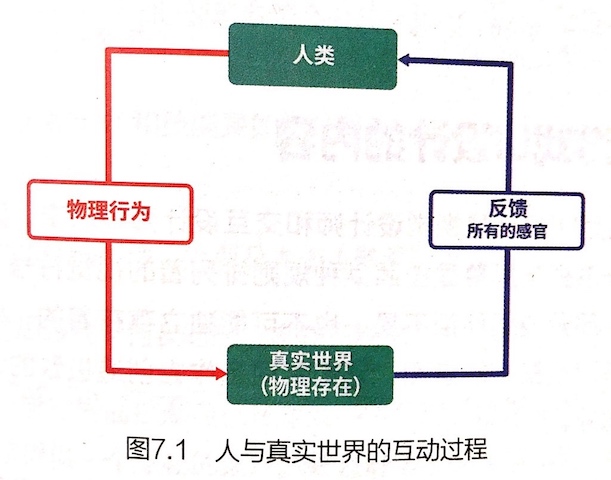 人类
物理行为
反馈
所有的感官
真实世界
（物理存在）
图7.1 人与真实世界的互动过程